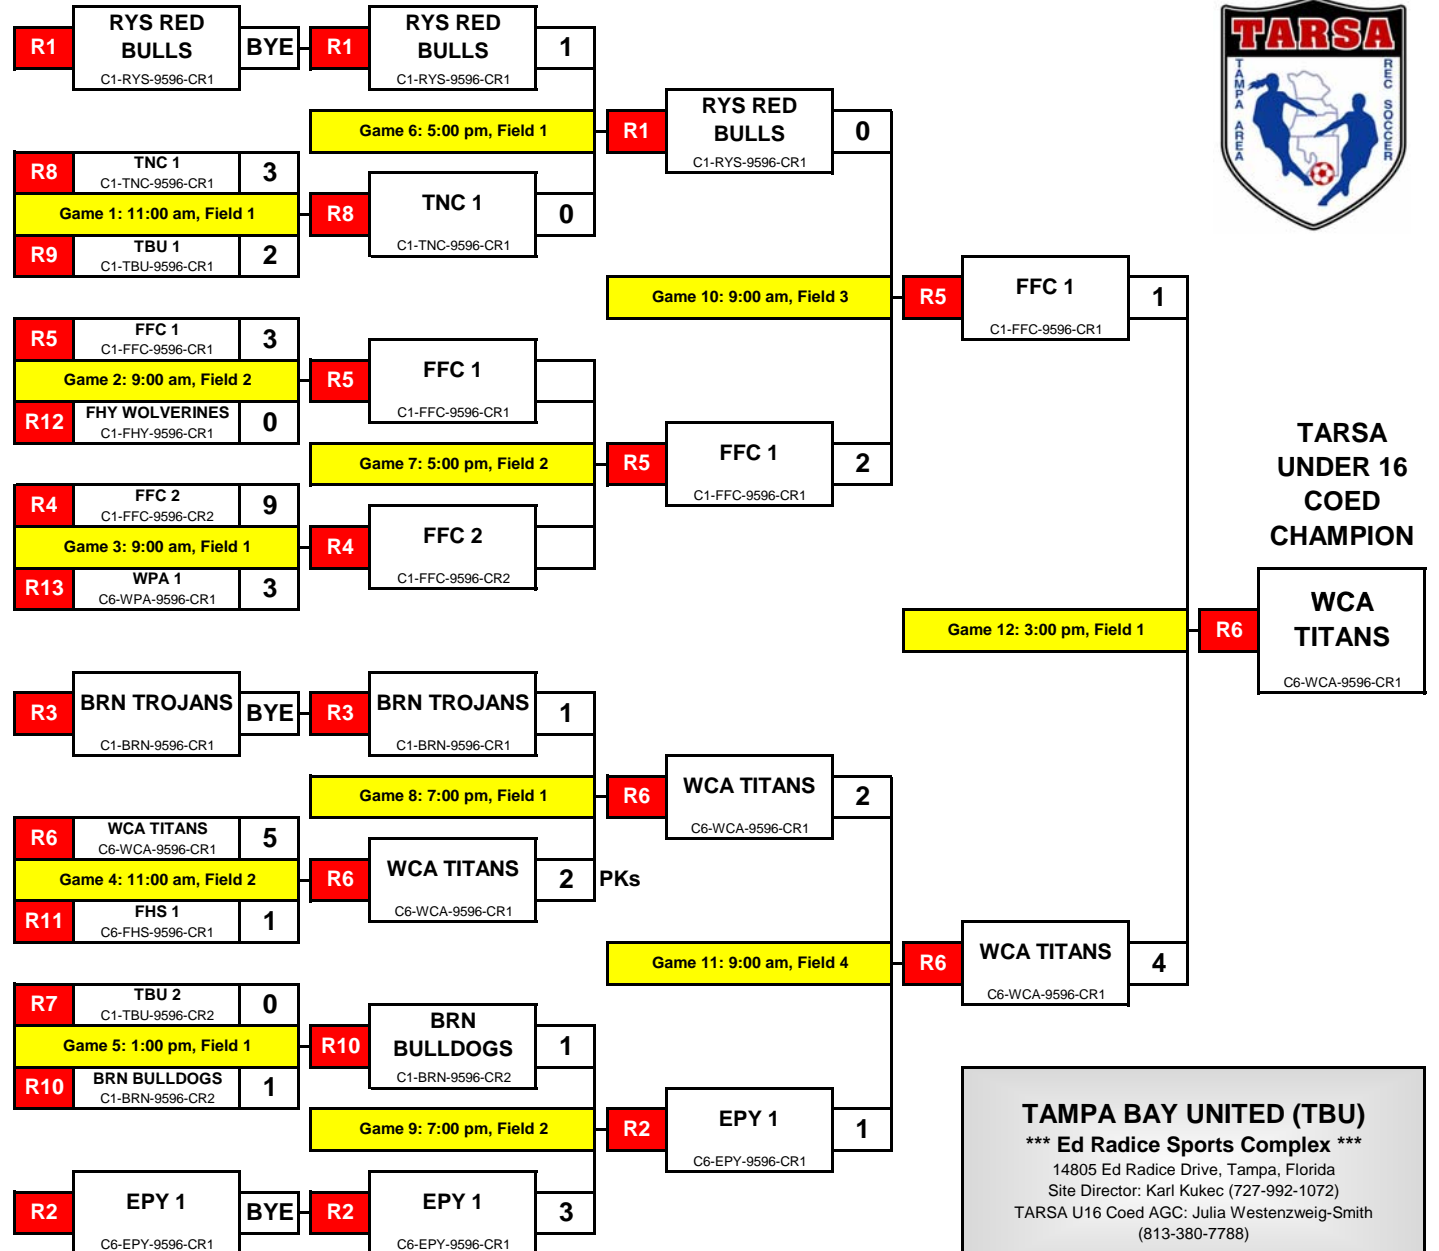 R1
RYS RED
BULLS
C1-RYS-9596-CR1
BYE
R8
TNC 1
C1-TNC-9596-CR1
3
Game 1: 11:00 am, Field 1
R9
TBU 1
C1-TBU-9596-CR1
2
R5
FFC 1
C1-FFC-9596-CR1
3
Game 2: 9:00 am, Field 2
R12
FHY WOLVERINES
C1-FHY-9596-CR1
0
R4
FFC 2
C1-FFC-9596-CR2
9
Game 3: 9:00 am, Field 1
R13
WPA 1
C6-WPA-9596-CR1
3
R3
BRN TROJANS
C1-BRN-9596-CR1
BYE
R6
WCA TITANS
C6-WCA-9596-CR1
5
Game 4: 11:00 am, Field 2
R11
FHS 1
C6-FHS-9596-CR1
1
R7
TBU 2
C1-TBU-9596-CR2
0
Game 5: 1:00 pm, Field 1
R10
BRN BULLDOGS
C1-BRN-9596-CR2
1
R2
EPY 1
C6-EPY-9596-CR1
BYE
R1
RYS RED
BULLS
C1-RYS-9596-CR1
1
Game 6: 5:00 pm, Field 1
R8
TNC 1
C1-TNC-9596-CR1
0
R5
FFC 1
C1-FFC-9596-CR1
Game 7: 5:00 pm, Field 2
R4
FFC 2
C1-FFC-9596-CR2
R3
BRN TROJANS
C1-BRN-9596-CR1
1
Game 8: 7:00 pm, Field 1
R6
WCA TITANS
C6-WCA-9596-CR1
2
PKs
R10
BRN
BULLDOGS
C1-BRN-9596-CR2
1
Game 9: 7:00 pm, Field 2
R2
EPY 1
C6-EPY-9596-CR1
3
R1
RYS RED
BULLS
C1-RYS-9596-CR1
0
Game 10: 9:00 am, Field 3
R5
FFC 1
C1-FFC-9596-CR1
2
R6
WCA TITANS
C6-WCA-9596-CR1
2
Game 11: 9:00 am, Field 4
R2
EPY 1
C6-EPY-9596-CR1
1
R5
FFC 1
C1-FFC-9596-CR1
1
Game 12: 3:00 pm, Field 1
R6
WCA TITANS
C6-WCA-9596-CR1
4
TARSA
TAMPA AREA
REC SOCCER
TARSA
UNDER 16
COED
CHAMPION
R6
WCA
TITANS
C6-WCA-9596-CR1
TAMPA BAY UNITED (TBU)
*** Ed Radice Sports Complex ***
14805 Ed Radice Drive, Tampa, Florida
Site Director: Karl Kukec (727-992-1072)
TARSA U16 Coed AGC: Julia Westenzweig-Smith
(813-380-7788)